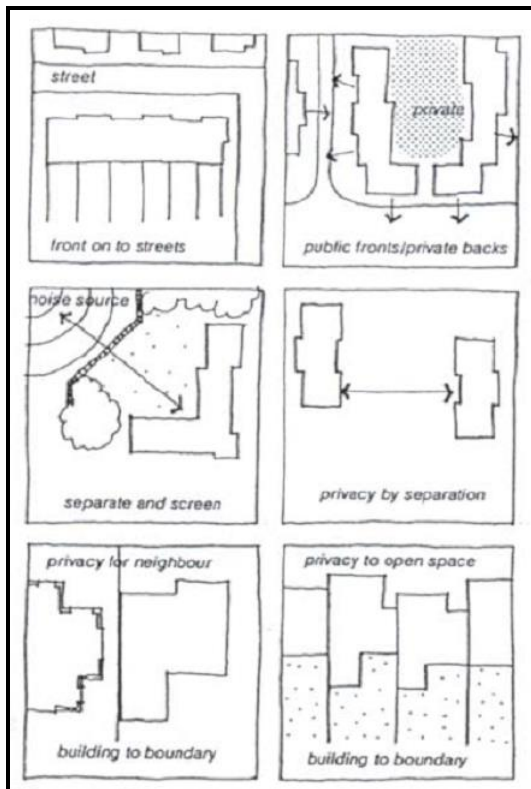 street
front on to streets
private
public fronts/private backs
noise source
separate and screen
privacy by separation
privacy for neighbour
building to boundary
privacy to open space
building to boundary